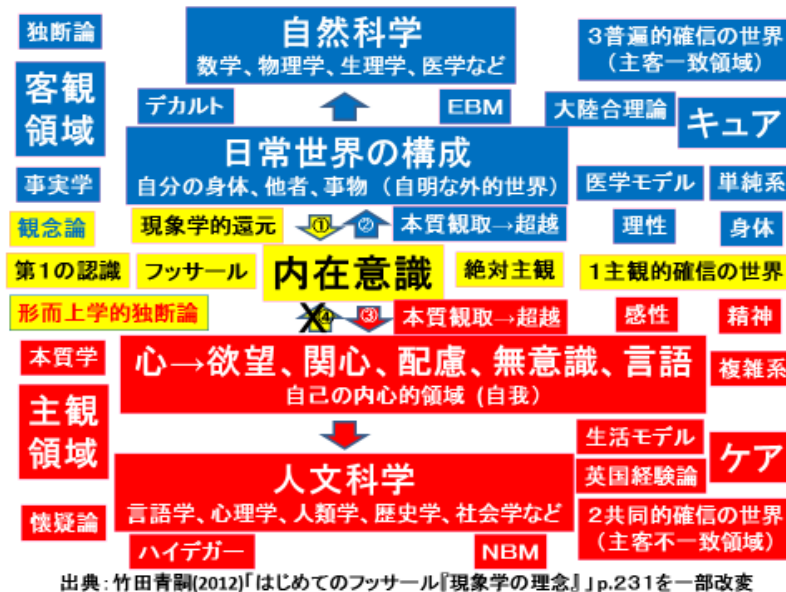 独断論
自然科学
数学、物理学、生理学、医学など
3普遍的確信の世界
（主客一致領域）
客観
領域
デカルト
EBM
大陸合理論
キュア
日常世界の構成
自分の身体、他者、事物（自明な外的世界）
事実学
医学モデル
単純系
観念論
現象学的還元
①
②
本質観取→超越
理性
身体
第1の認識
フッサール
内在意識
絶対主観
1主観的確信の世界
形而上学的独断論
④
③
本質観取→超越
感性
精神
本質学
心→欲望、関心、配慮、無意識、言語
自己の内心的領域（自我）
複雑系
主観
領域
生活モデル
ケア
人文科学
言語学、心理学、人類学、歴史学、社会学など
英国経験論
懐疑論
2共同的確信の世界
（主客不一致領域）
ハイデガー
NBM
出典：竹田青嗣(2012)「はじめてのフッサール『現象学の理念』」p.231を一部改変